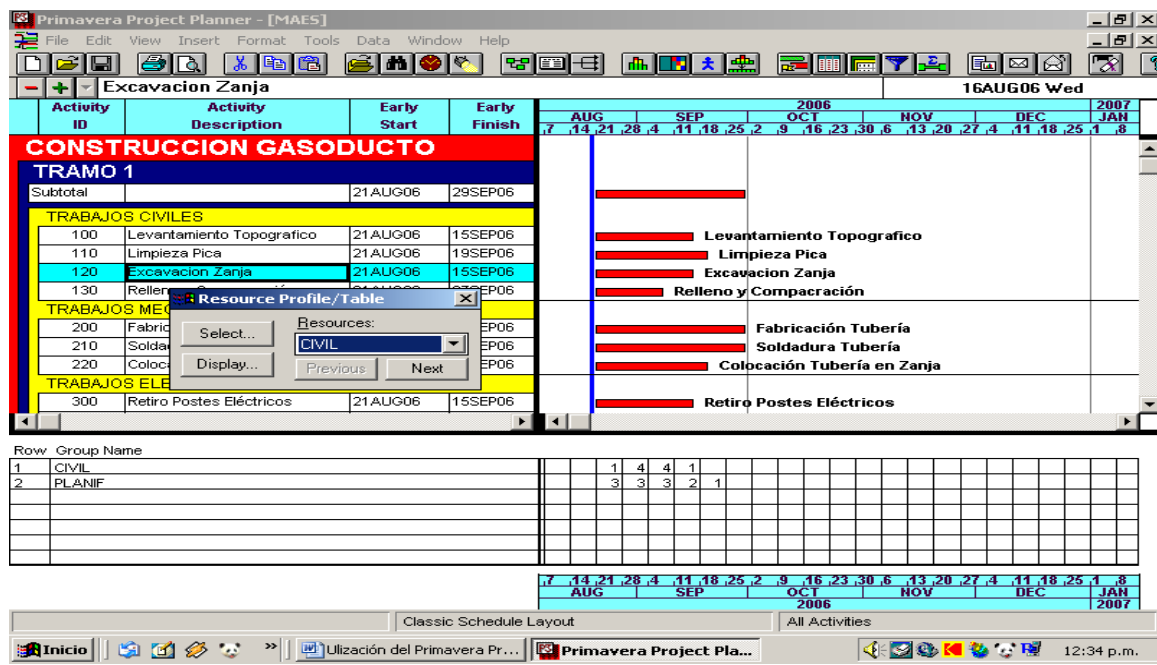 Primavera Project Planner - [MAES]
File Edit View Insert Format Tools Data Window Help
Excavacion Zanja 16AUG06 Wed
Activity ID Activity Description Early Start Early Finish
2006 2007
AUG SEP OCT NOV DEC JAN
,7 ,14 ,21 ,28 ,4 ,11 ,18 ,25 ,2 ,9 ,16 ,23 ,30 ,6 ,13 ,20 ,27 ,4 ,11 ,18 ,25 ,1 ,8
CONSTRUCCION GASODUCTO
TRAMO 1
Subtotal 21AUG06 29SEP06
TRABAJOS CIVILES
100 Levantamiento Topografico 21AUG06 15SEP06 Levantamiento Topografico
110 Limpieza Pica 21AUG06 19SEP06 Limpieza Pica
120 Excavacion Zanja 21AUG06 15SEP06 Excavacion Zanja
130 Relleno y Compacración
TRABAJOS MEC
200 Fabric EP06 Fabricación Tubería
210 Soldad EP06 Soldadura Tubería
220 Coloca EP06 Colocación Tubería en Zanja
TRABAJOS ELE
300 Retiro Postes Eléctricos 21AUG06 15SEP06 Retiro Postes Eléctricos
Resource Profile/Table
Select... Resources:
CIVIL
Display... Previous Next
Row Group Name
1 CIVIL 1 4 4 1
2 PLANIF 3 3 3 2 1
,7 ,14 ,21 ,28 ,4 ,11 ,18 ,25 ,2 ,9 ,16 ,23 ,30 ,6 ,13 ,20 ,27 ,4 ,11 ,18 ,25 ,1 ,8
AUG SEP OCT NOV DEC JAN
2006 2007
Classic Schedule Layout All Activities
Inicio » Ulización del Primavera Pr... Primavera Project Pla... 12:34 p.m.